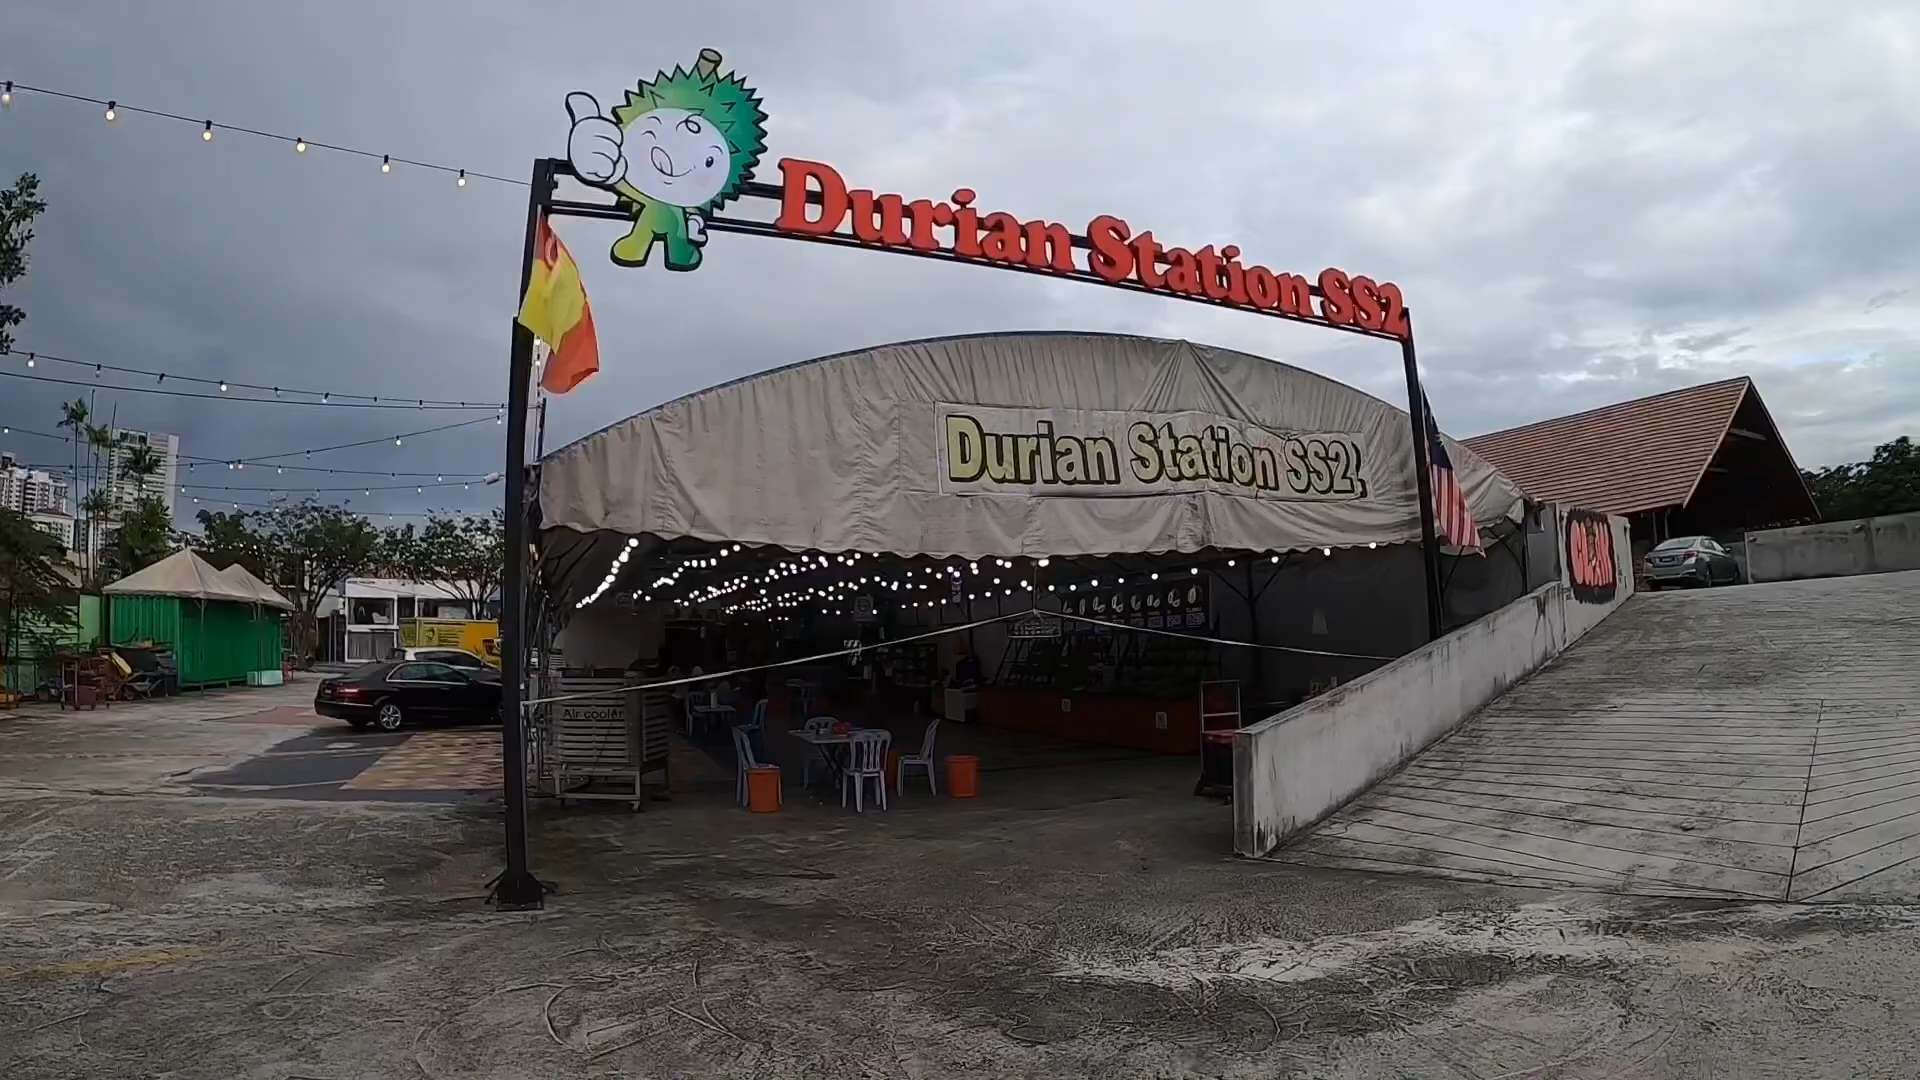 Durian Station SS2
Durian Station SS2!
Air cooler